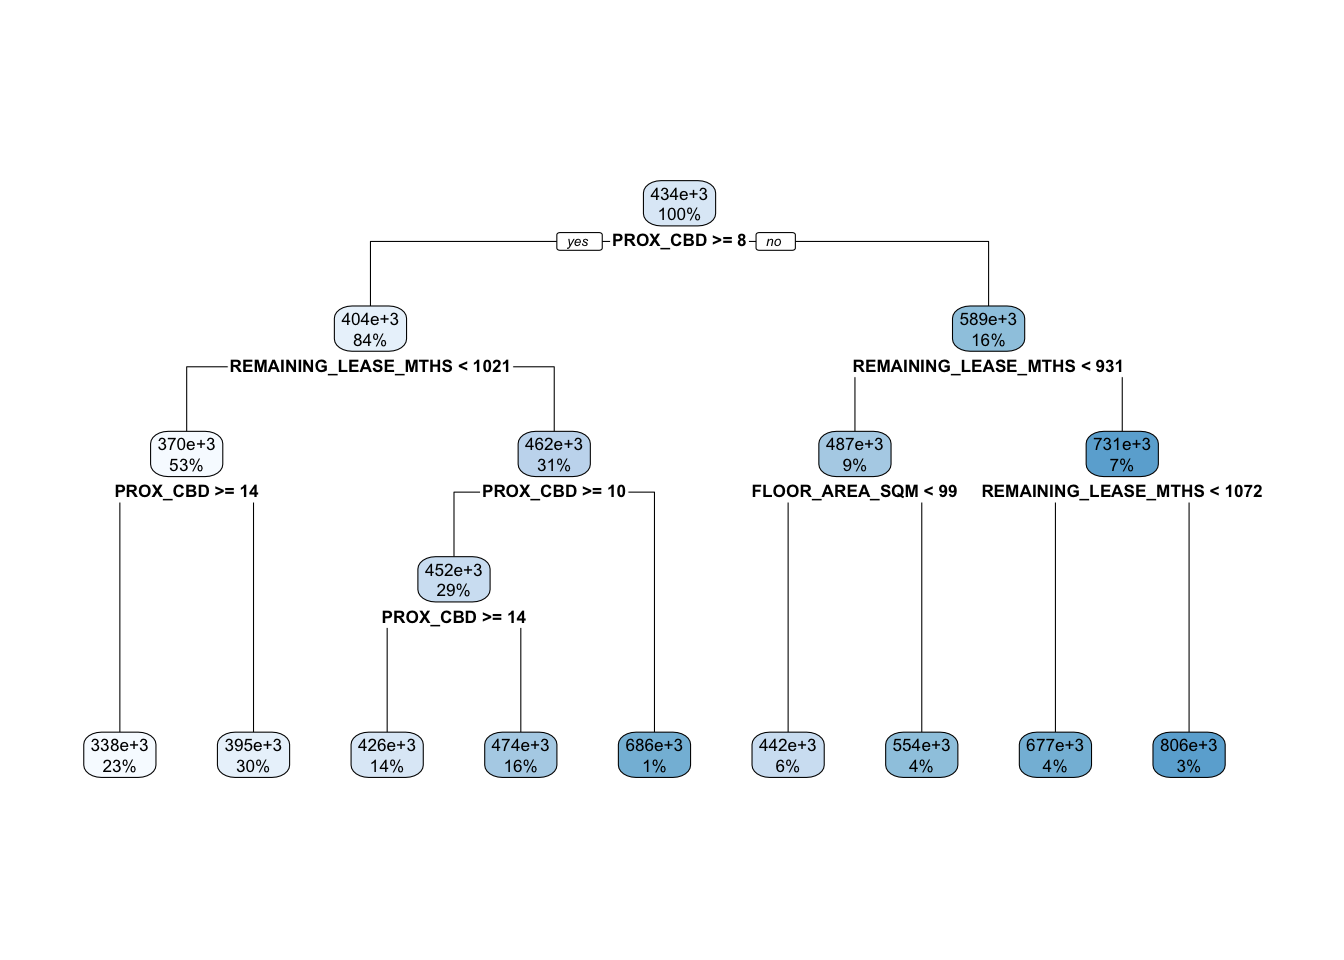 434e+3
100%
yes PROX_CBD >= 8 no
404e+3
84%
589e+3
16%
REMAINING_LEASE_MTHS < 1021
REMAINING_LEASE_MTHS < 931
370e+3
53%
462e+3
31%
487e+3
9%
731e+3
7%
PROX_CBD >= 14
PROX_CBD >= 10
FLOOR_AREA_SQM < 99
REMAINING_LEASE_MTHS < 1072
452e+3
29%
PROX_CBD >= 14
338e+3
23%
395e+3
30%
426e+3
14%
474e+3
16%
686e+3
1%
442e+3
6%
554e+3
4%
677e+3
4%
806e+3
3%